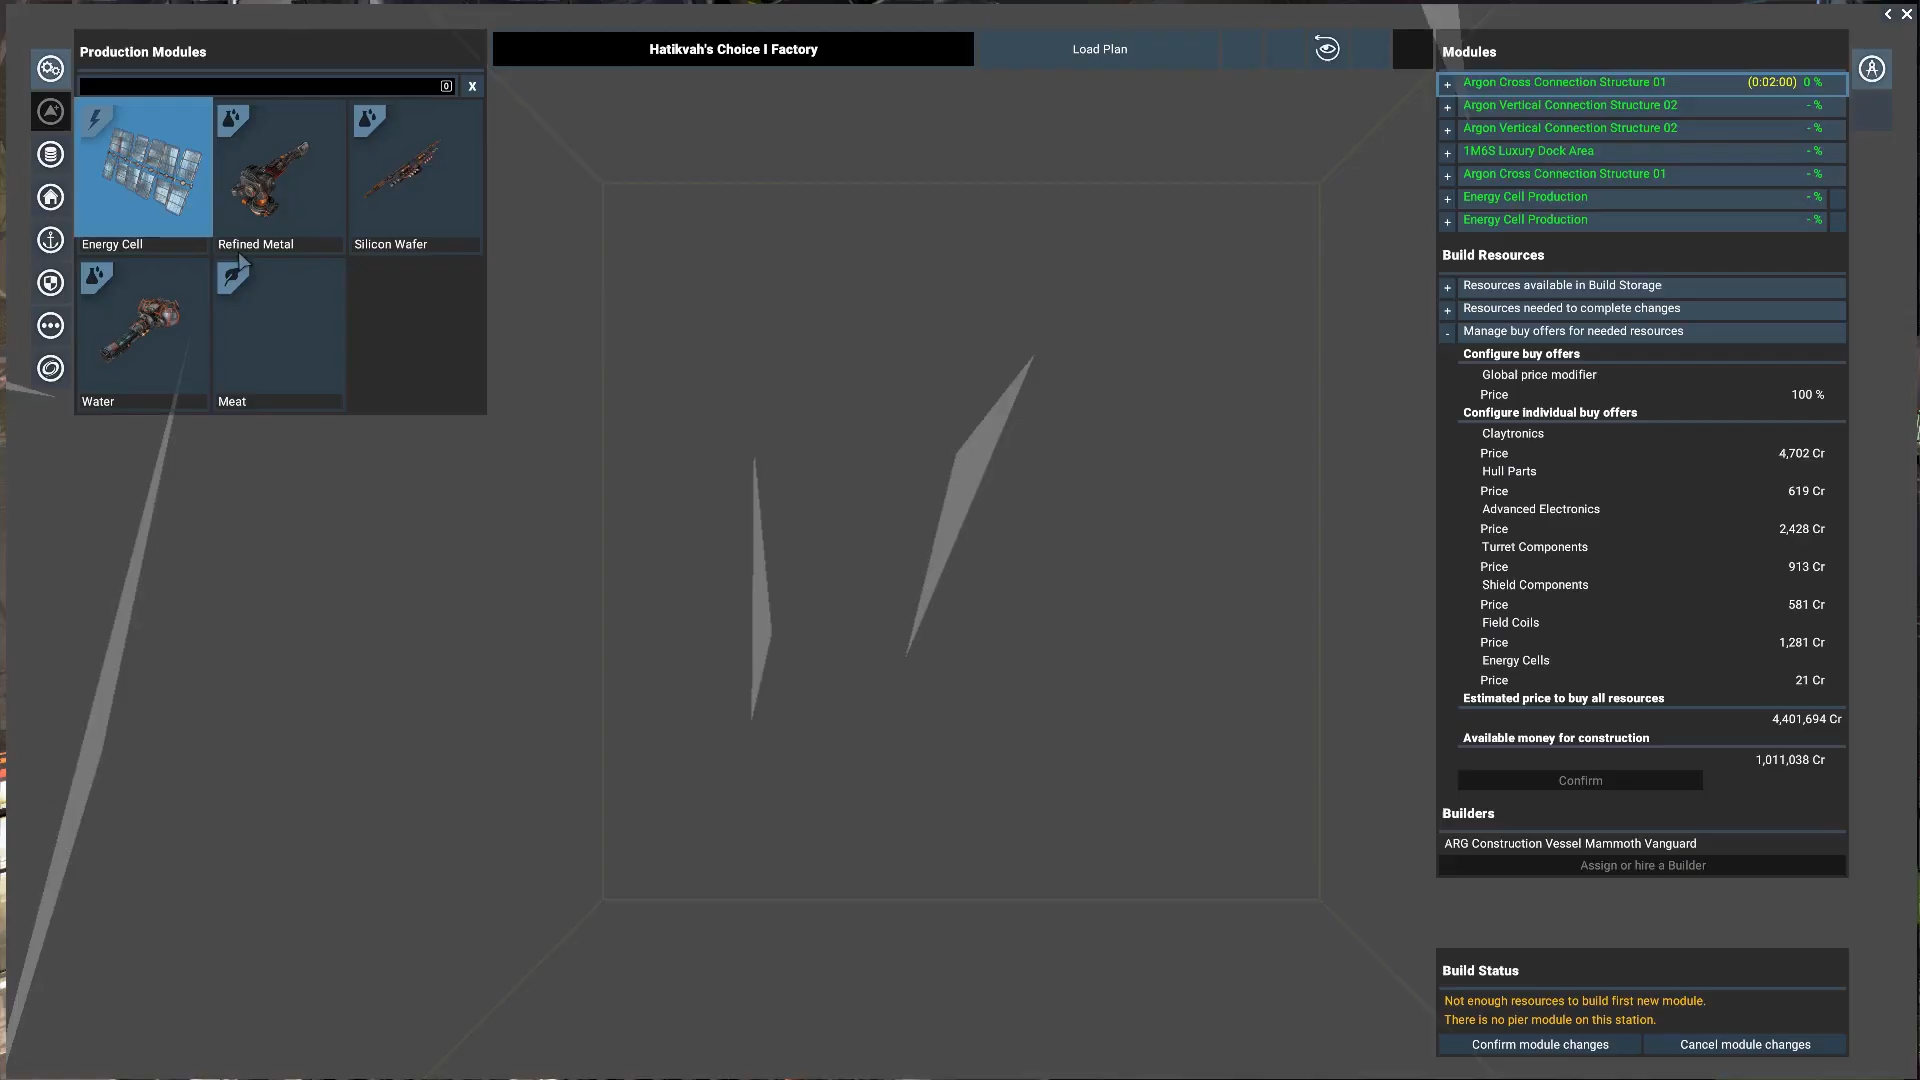 Production Modules
0
X
Energy Cell
Refined Metal
Silicon Wafer
Water
Meat
Hatikvah's Choice I Factory
Load Plan
Modules
+ Argon Cross Connection Structure 01 (0:02:00) 0 %
+ Argon Vertical Connection Structure 02 - %
+ Argon Vertical Connection Structure 02 - %
+ 1M6S Luxury Dock Area - %
+ Argon Cross Connection Structure 01 - %
+ Energy Cell Production - %
+ Energy Cell Production - %
Build Resources
+ Resources available in Build Storage
+ Resources needed to complete changes
- Manage buy offers for needed resources
Configure buy offers
Global price modifier
Price 100 %
Configure individual buy offers
Claytronics
Price 4,702 Cr
Hull Parts
Price 619 Cr
Advanced Electronics
Price 2,428 Cr
Turret Components
Price 913 Cr
Shield Components
Price 581 Cr
Field Coils
Price 1,281 Cr
Energy Cells
Price 21 Cr
Estimated price to buy all resources
4,401,694 Cr
Available money for construction
1,011,038 Cr
Confirm
Builders
ARG Construction Vessel Mammoth Vanguard
Assign or hire a Builder
Build Status
Not enough resources to build first new module.
There is no pier module on this station.
Confirm module changes
Cancel module changes